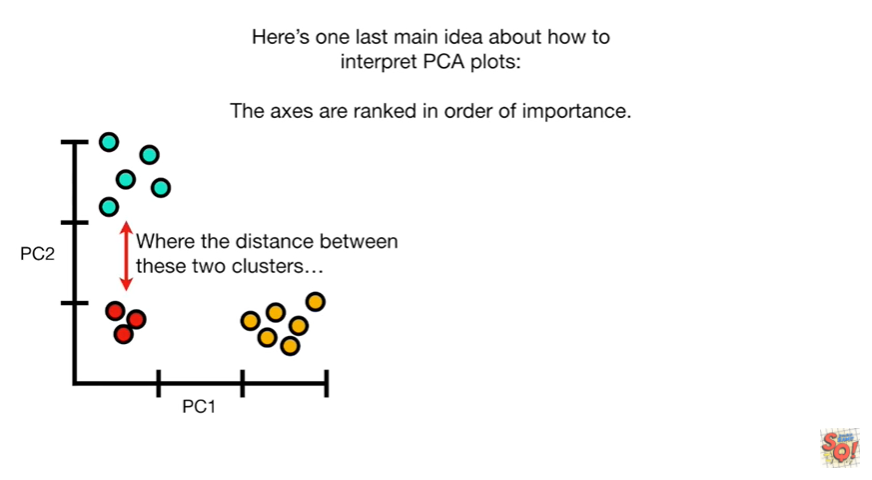 Here’s one last main idea about how to
interpret PCA plots:
The axes are ranked in order of importance.
Where the distance between
these two clusters…
PC2
PC1
SQ!